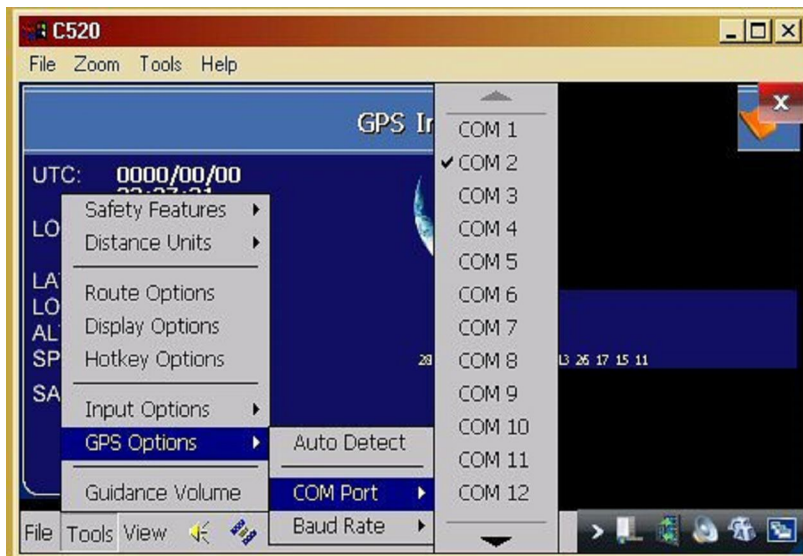 C520
File Zoom Tools Help
GPS
UTC: 0000/00/00
LO
LA
LO
AL
SP
SA
Safety Features
Distance Units
Route Options
Display Options
Hotkey Options
Input Options
GPS Options
Guidance Volume
Auto Detect
COM Port
Baud Rate
COM 1
COM 2
COM 3
COM 4
COM 5
COM 6
COM 7
COM 8
COM 9
COM 10
COM 11
COM 12
28
26 17 15 11
File Tools View